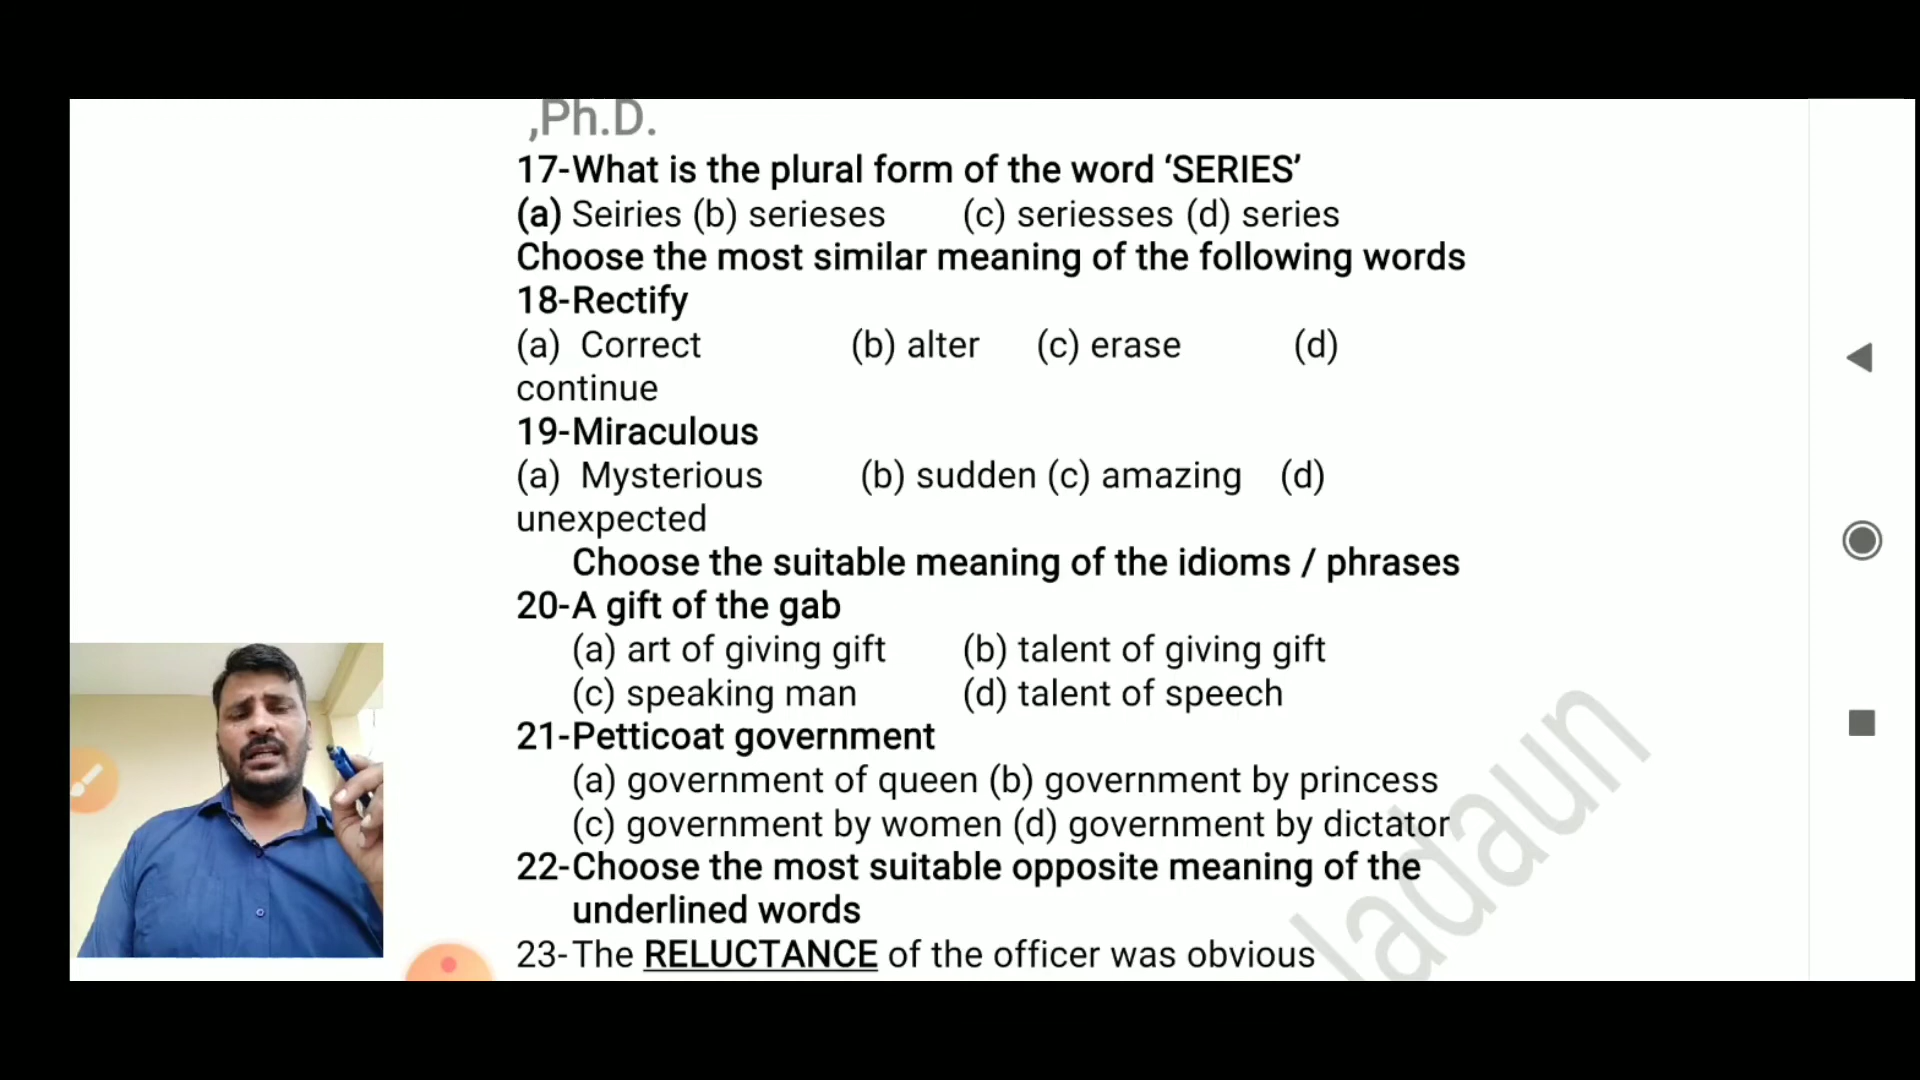 ,Ph.D.
17-What is the plural form of the word ‘SERIES’
(a) Seiries (b) serieses (c) seriesses (d) series
Choose the most similar meaning of the following words
18-Rectify
(a) Correct (b) alter (c) erase (d)
continue
19-Miraculous
(a) Mysterious (b) sudden (c) amazing (d)
unexpected
Choose the suitable meaning of the idioms / phrases
20-A gift of the gab
(a) art of giving gift (b) talent of giving gift
(c) speaking man (d) talent of speech
21-Petticoat government
(a) government of queen (b) government by princess
(c) government by women (d) government by dictator
22-Choose the most suitable opposite meaning of the
underlined words
23-The RELUCTANCE of the officer was obvious